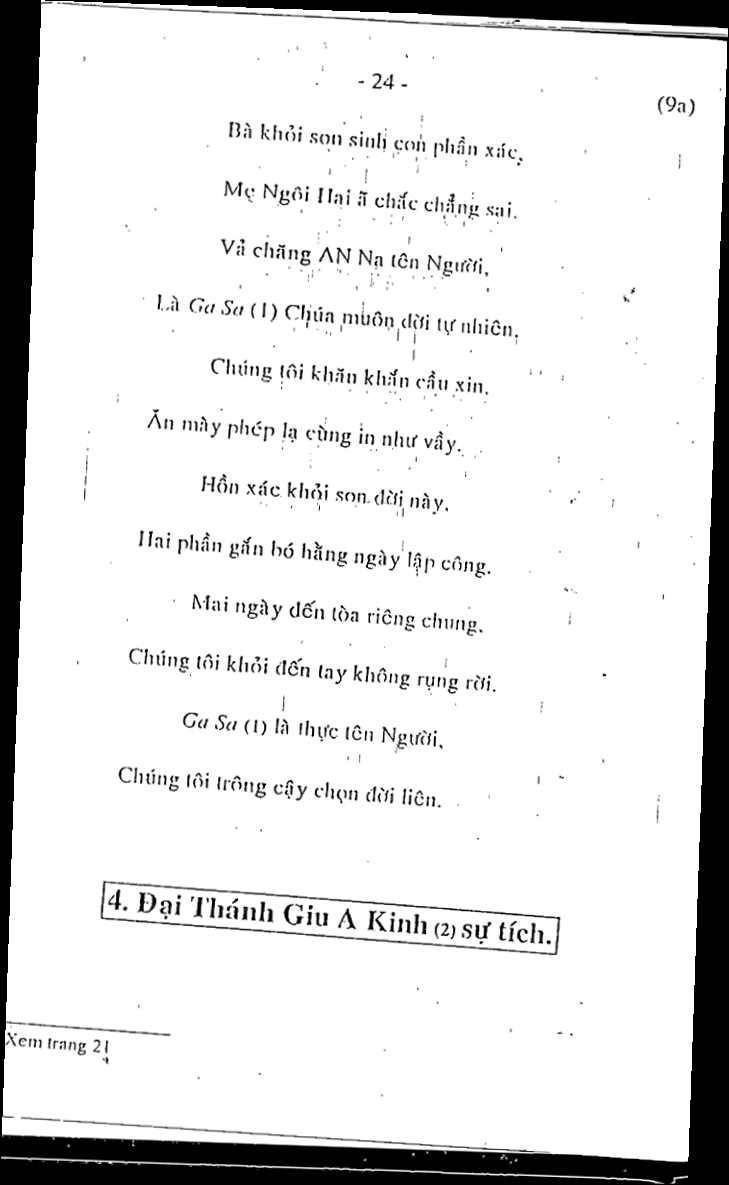 - 24 -
(9a)
Bà khỏi son sinh con phần xác,
Mẹ Ngôi Hai ắ chắc chẳng sai.
Vả chăng AN Na tên Người,
Là Ga Sa (1) Chúa muôn đời tự nhiên.
Chúng tôi khăn khắn cầu xin.
Ăn mày phép lạ cùng in như vầy.
Hồn xác khỏi son đời này.
Hai phần gắn bó hằng ngày lập công.
Mai ngày đến tòa riêng chung.
Chúng tôi khỏi đến tay không rụng rời.
Ga Sa (1) là thực tên Người,
Chúng tôi trông cậy chọn đời liên.
4. Đại Thánh Giu A Kinh (2) sự tích.
Xem trang 21